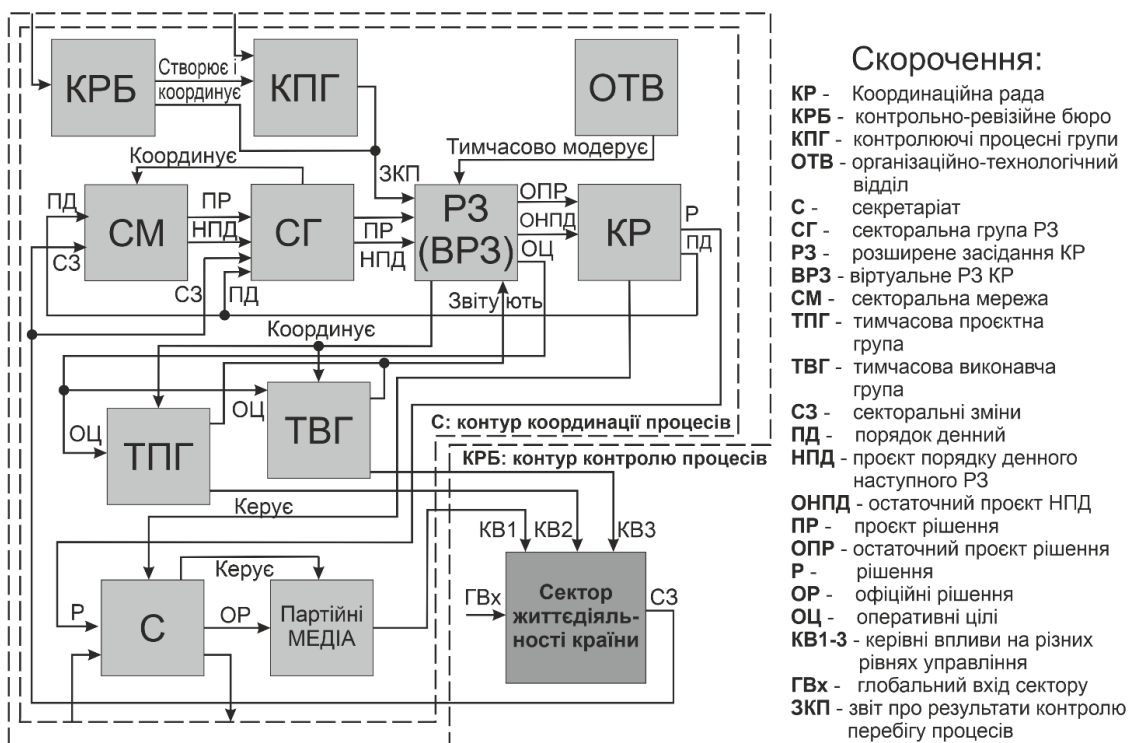 КРБ
Створює і
координує
КПГ
ОТВ
Координує
Тимчасово модерує
ЗКП
ПД
СЗ
СМ
ПР
НПД
СГ
ПР
НПД
РЗ
(ВРЗ)
ОПР
ОНПД
ОЦ
КР
Р
ПД
СЗ
ПД
Звітують
Координує
ОЦ
ТПГ
ОЦ
ТВГ
С: контур координації процесів
КРБ: контур контролю процесів
Керує
КВ1
КВ2
КВ3
Керує
Р
С
ОР
Партійні
МЕДІА
ГВх
Сектор
життєдіяль-
ності країни
СЗ
Скорочення:
КР - Координаційна рада
КРБ - контрольно-ревізійне бюро
КПГ - контролюючі процесні групи
ОТВ - організаційно-технологічний
відділ
С - секретаріат
СГ - секторальна група РЗ
РЗ - розширене засідання КР
ВРЗ - віртуальне РЗ КР
СМ - секторальна мережа
ТПГ - тимчасова проєктна
група
ТВГ - тимчасова виконавча
група
СЗ - секторальні зміни
ПД - порядок денний
НПД - проєкт порядку денного
наступного РЗ
ОНПД - остаточний проєкт НПД
ПР - проєкт рішення
ОПР - остаточний проєкт рішення
Р - рішення
ОР - офіційні рішення
ОЦ - оперативні цілі
КВ1-3 - керівні впливи на різних
рівнях управління
ГВх - глобальний вхід сектору
ЗКП - звіт про результати контролю
перебігу процесів